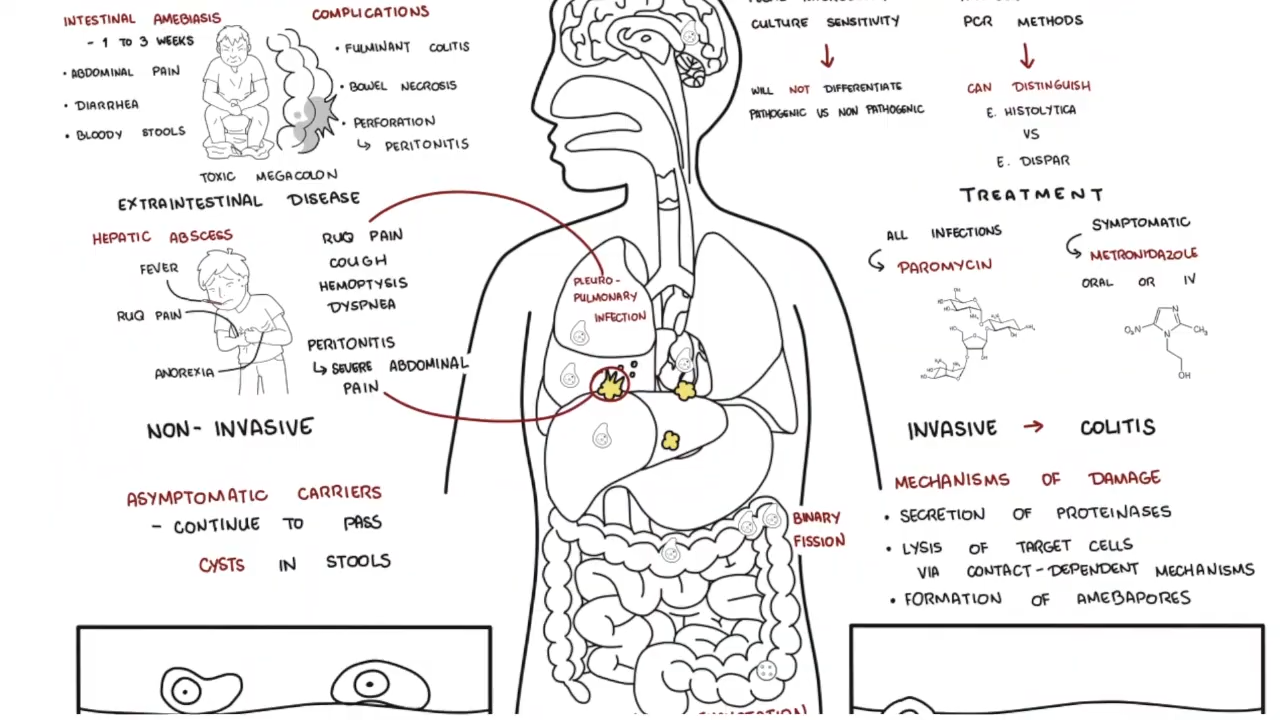 INTESTINAL AMEBIASIS
- 1 TO 3 WEEKS
• ABDOMINAL PAIN
• DIARRHEA
• BLOODY STOOLS
COMPLICATIONS
• FULMINANT COLITIS
• BOWEL NECROSIS
• PERFORATION
↳ PERITONITIS
TOXIC MEGACOLON
EXTRAINTESTINAL DISEASE
HEPATIC ABSCESS
FEVER
RUQ PAIN
ANOREXIA
RUQ PAIN
COUGH
HEMOPTYSIS
DYSPNEA
PERITONITIS
↳ SEVERE ABDOMINAL
PAIN
NON-INVASIVE
ASYMPTOMATIC CARRIERS
- CONTINUE TO PASS
CYSTS IN STOOLS
PLEURO-
PULMONARY
INFECTION
BINARY
FISSION
CULTURE SENSITIVITY
WILL NOT DIFFERENTIATE
PATHOGENIC VS NON PATHOGENIC
PCR METHODS
CAN DISTINGUISH
E. HISTOLYTICA
VS
E. DISPAR
TREATMENT
ALL INFECTIONS
PAROMYCIN
SYMPTOMATIC
METRONIDAZOLE
ORAL OR IV
INVASIVE → COLITIS
MECHANISMS OF DAMAGE
• SECRETION OF PROTEINASES
• LYSIS OF TARGET CELLS
VIA CONTACT-DEPENDENT MECHANISMS
• FORMATION OF AMEBAPORES
O₂N
N
N
CH₃
OH